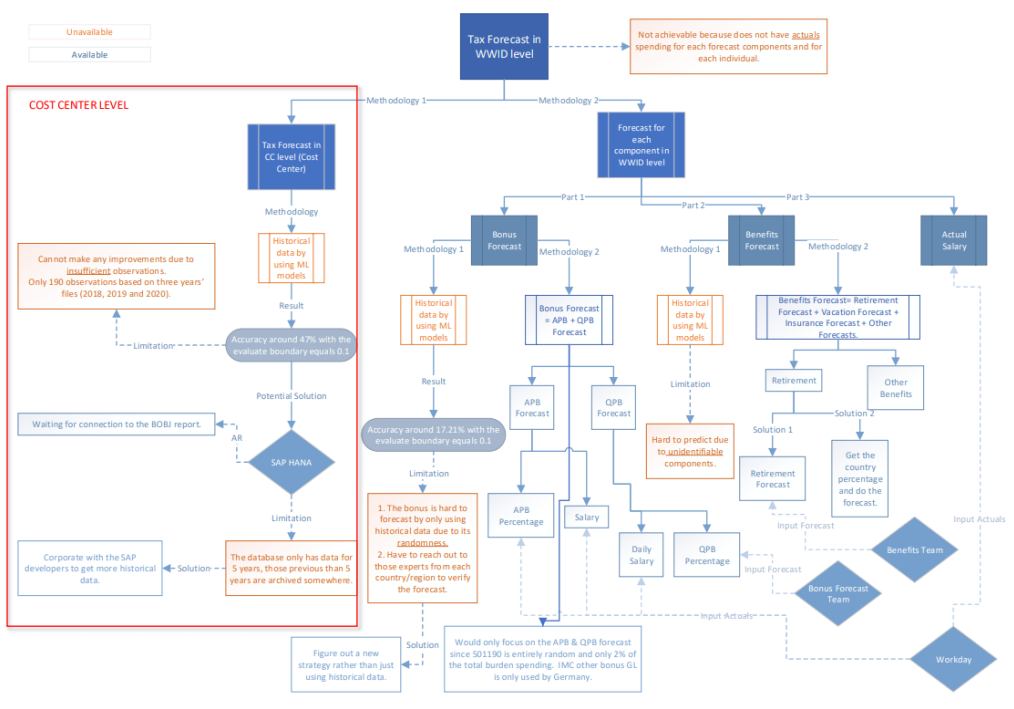 Unavailable
Available
Tax Forecast in
WWID level
Not achievable because does not have actuals
spending for each forecast components and for
each individual.
COST CENTER LEVEL
Methodology 1
Methodology 2
Tax Forecast in
CC level (Cost
Center)
Forecast for
each
component in
WWID level
Methodology
Historical
data by
using ML
models
Cannot make any improvements due to
insufficient observations.
Only 190 observations based on three years'
files (2018, 2019 and 2020).
Result
Accuracy around 47% with the
evaluate boundary equals 0.1
Limitation
Potential Solution
Waiting for connection to the BOBJ report.
AR
SAP HANA
Limitation
Corporate with the SAP
developers to get more historical
data.
Solution
The database only has data for
5 years, those previous than 5
years are archived somewhere.
Part 1
Part 2
Part 3
Bonus
Forecast
Benefits
Forecast
Actual
Salary
Methodology 1
Methodology 2
Methodology 1
Methodology 2
Historical
data by
using ML
models
Bonus Forecast
= APB + QPB
Forecast
Historical
data by
using ML
models
Benefits Forecast= Retirement
Forecast + Vacation Forecast +
Insurance Forecast + Other
Forecasts.
Result
Accuracy around 17.21% with the
evaluate boundary equals 0.1
Limitation
1. The bonus is hard to
forecast by only using
historical data due to its
randomness.
2. Have to reach out to
those experts from each
country/region to verify
the forecast.
Solution
Figure out a new
strategy rather than just
using historical data.
APB
Forecast
QPB
Forecast
APB
Percentage
Salary
Daily
Salary
QPB
Percentage
Would only focus on the APB & QPB forecast
since 501190 is entirely random and only 2% of
the total burden spending. IMC other bonus GL
is only used by Germany.
Limitation
Hard to predict due
to unidentifiable
components.
Retirement
Other
Benefits
Solution 1
Solution 2
Retirement
Forecast
Get the
country
percentage
and do the
forecast.
Input Forecast
Benefits Team
Input Forecast
Bonus Forecast
Team
Input Actuals
Input Actuals
Workday